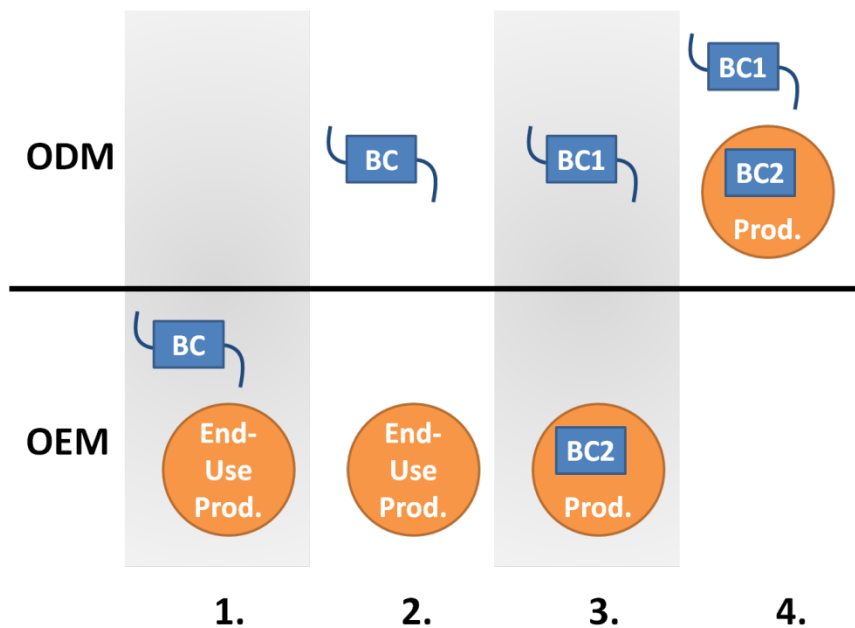 BC1
ODM
BC
BC1
BC2
Prod.
BC
OEM
End-
Use
Prod.
End-
Use
Prod.
BC2
Prod.
1.
2.
3.
4.